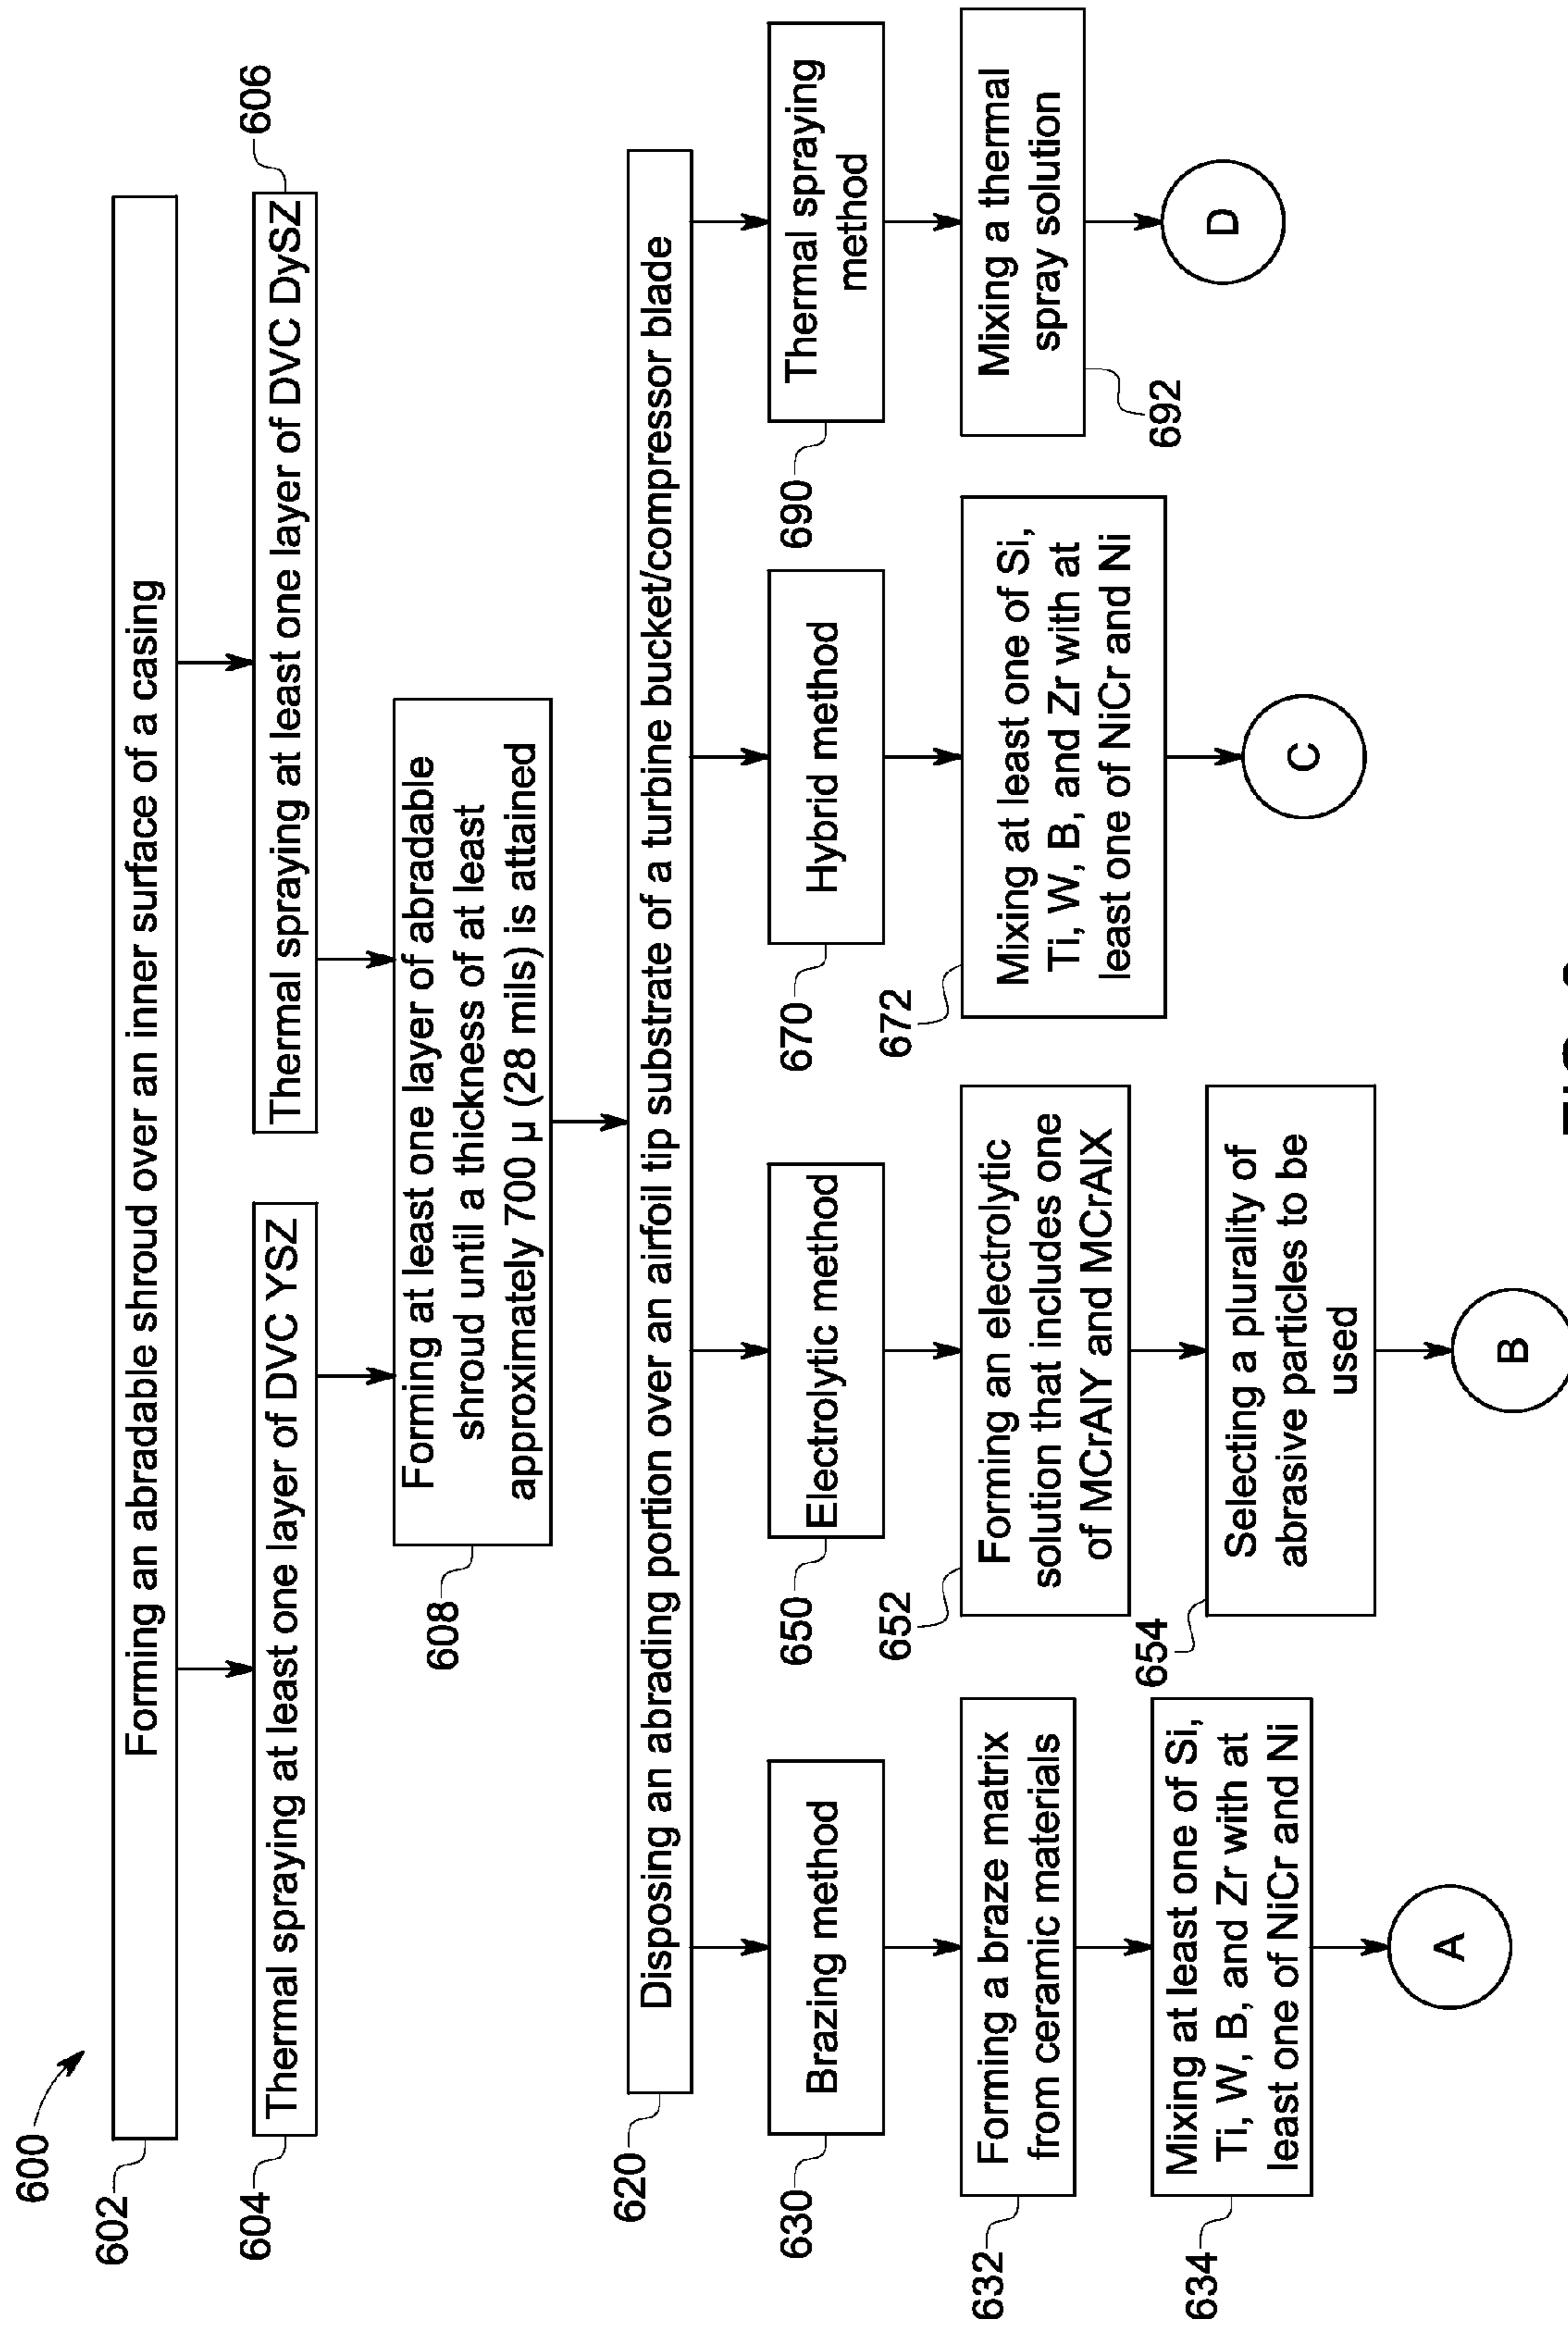 600
602
Forming an abradable shroud over an inner surface of a casing
604
Thermal spraying at least one layer of DVC YSZ
Thermal spraying at least one layer of DVC DySZ
606
608
Forming at least one layer of abradable
shroud until a thickness of at least
approximately 700 µ (28 mils) is attained
620
Disposing an abrading portion over an airfoil tip substrate of a turbine bucket/compressor blade
630
Brazing method
632
Forming a braze matrix
from ceramic materials
634
Mixing at least one of Si,
Ti, W, B, and Zr with at
least one of NiCr and Ni
A
650
Electrolytic method
652
Forming an electrolytic
solution that includes one
of MCrAlY and MCrAlX
654
Selecting a plurality of
abrasive particles to be
used
B
670
Hybrid method
672
Mixing at least one of Si,
Ti, W, B, and Zr with at
least one of NiCr and Ni
C
690
Thermal spraying
method
692
Mixing a thermal
spray solution
D